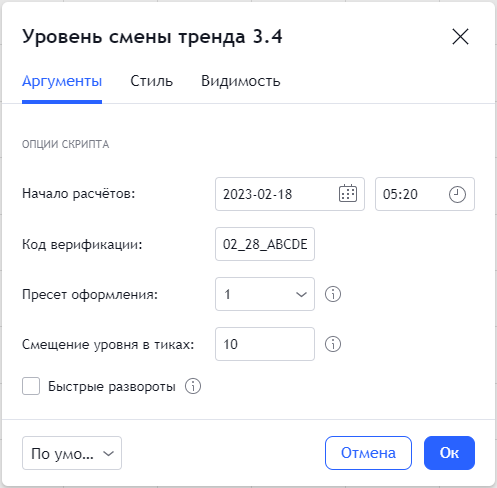 Уровень смены тренда 3.4
Аргументы Стиль Видимость
ОПЦИИ СКРИПТА
Начало расчётов: 2023-02-18 05:20
Код верификации: 02_28_ABCDE
Пресет оформления: 1
Смещение уровня в тиках: 10
Быстрые развороты
По умо... Отмена Ок